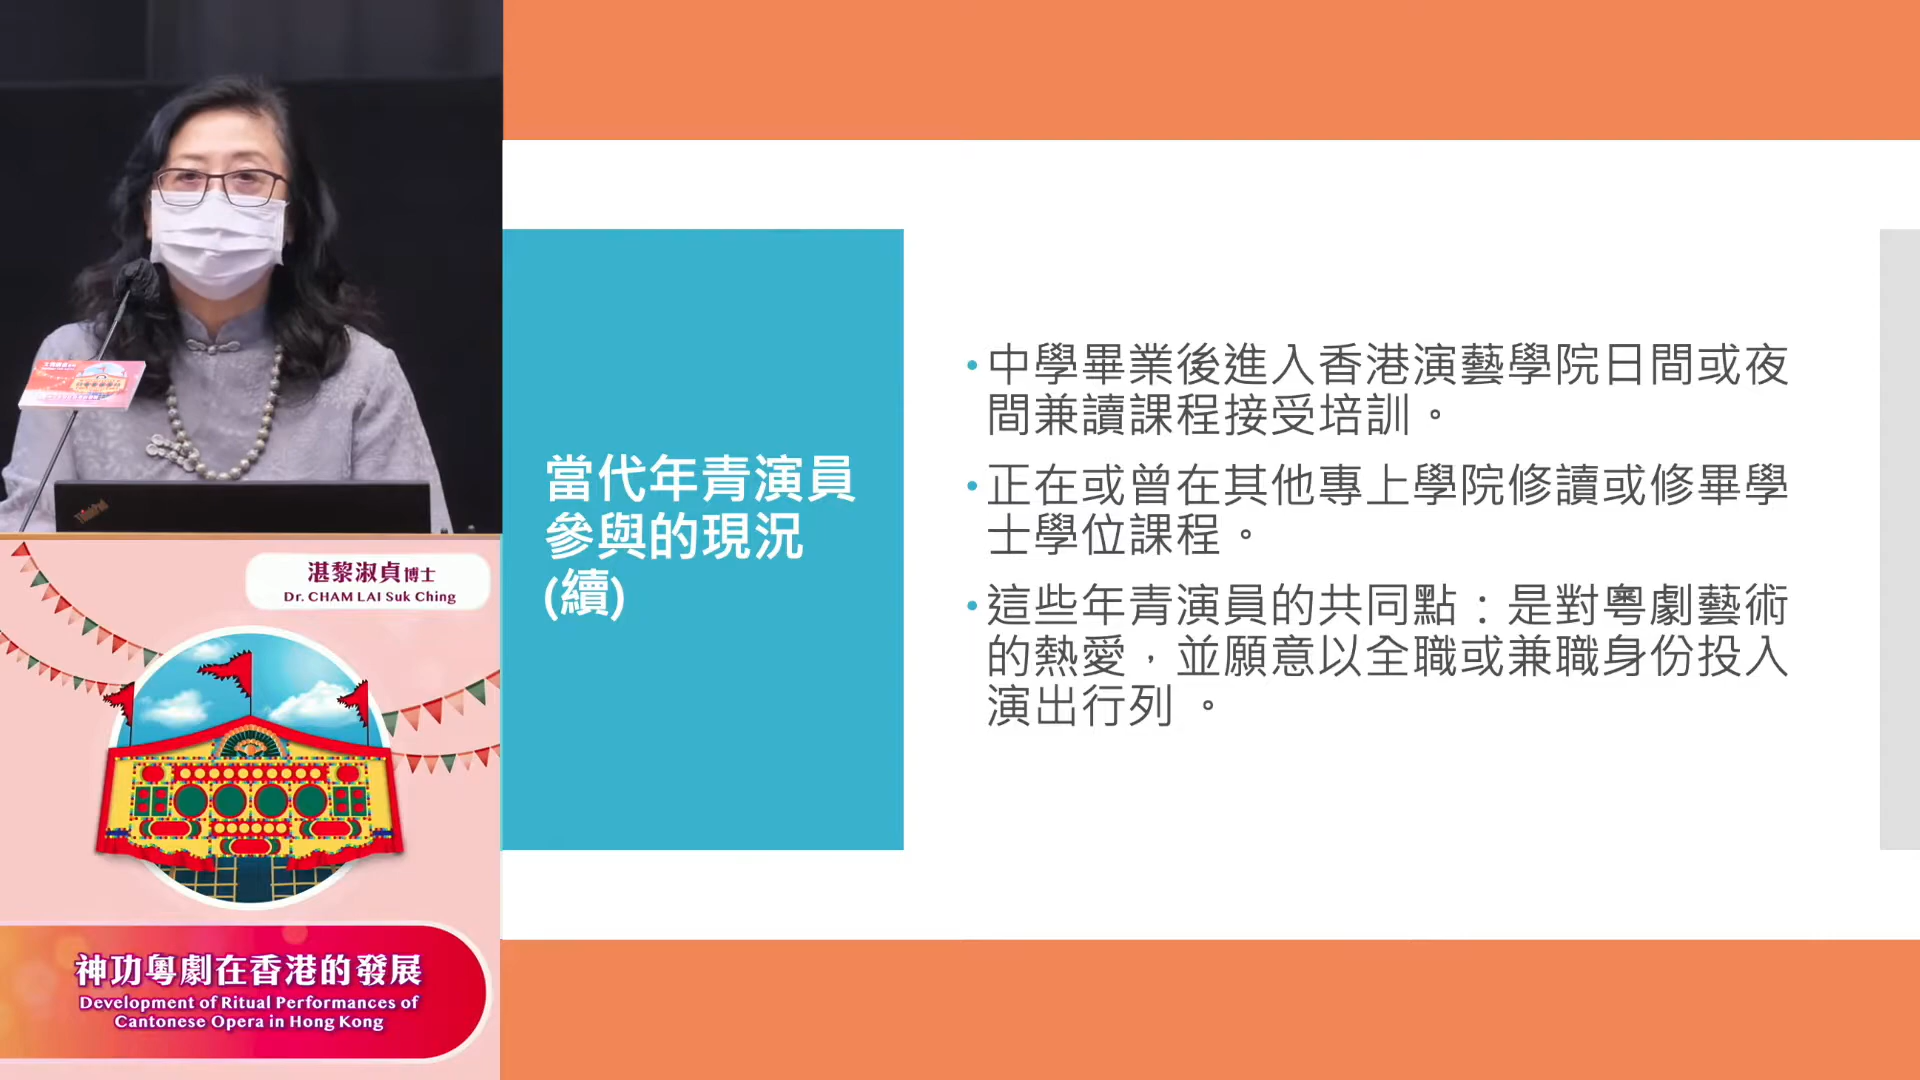 ThinkPad
湛黎淑貞博士
Dr. CHAM LAI Suk Ching
神功粵劇在香港的發展
Development of Ritual Performances of
Cantonese Opera in Hong Kong
當代年青演員
參與的現況
(續)
•中學畢業後進入香港演藝學院日間或夜
間兼讀課程接受培訓。
•正在或曾在其他專上學院修讀或修畢學
士學位課程。
•這些年青演員的共同點：是對粵劇藝術
的熱愛，並願意以全職或兼職身份投入
演出行列 。